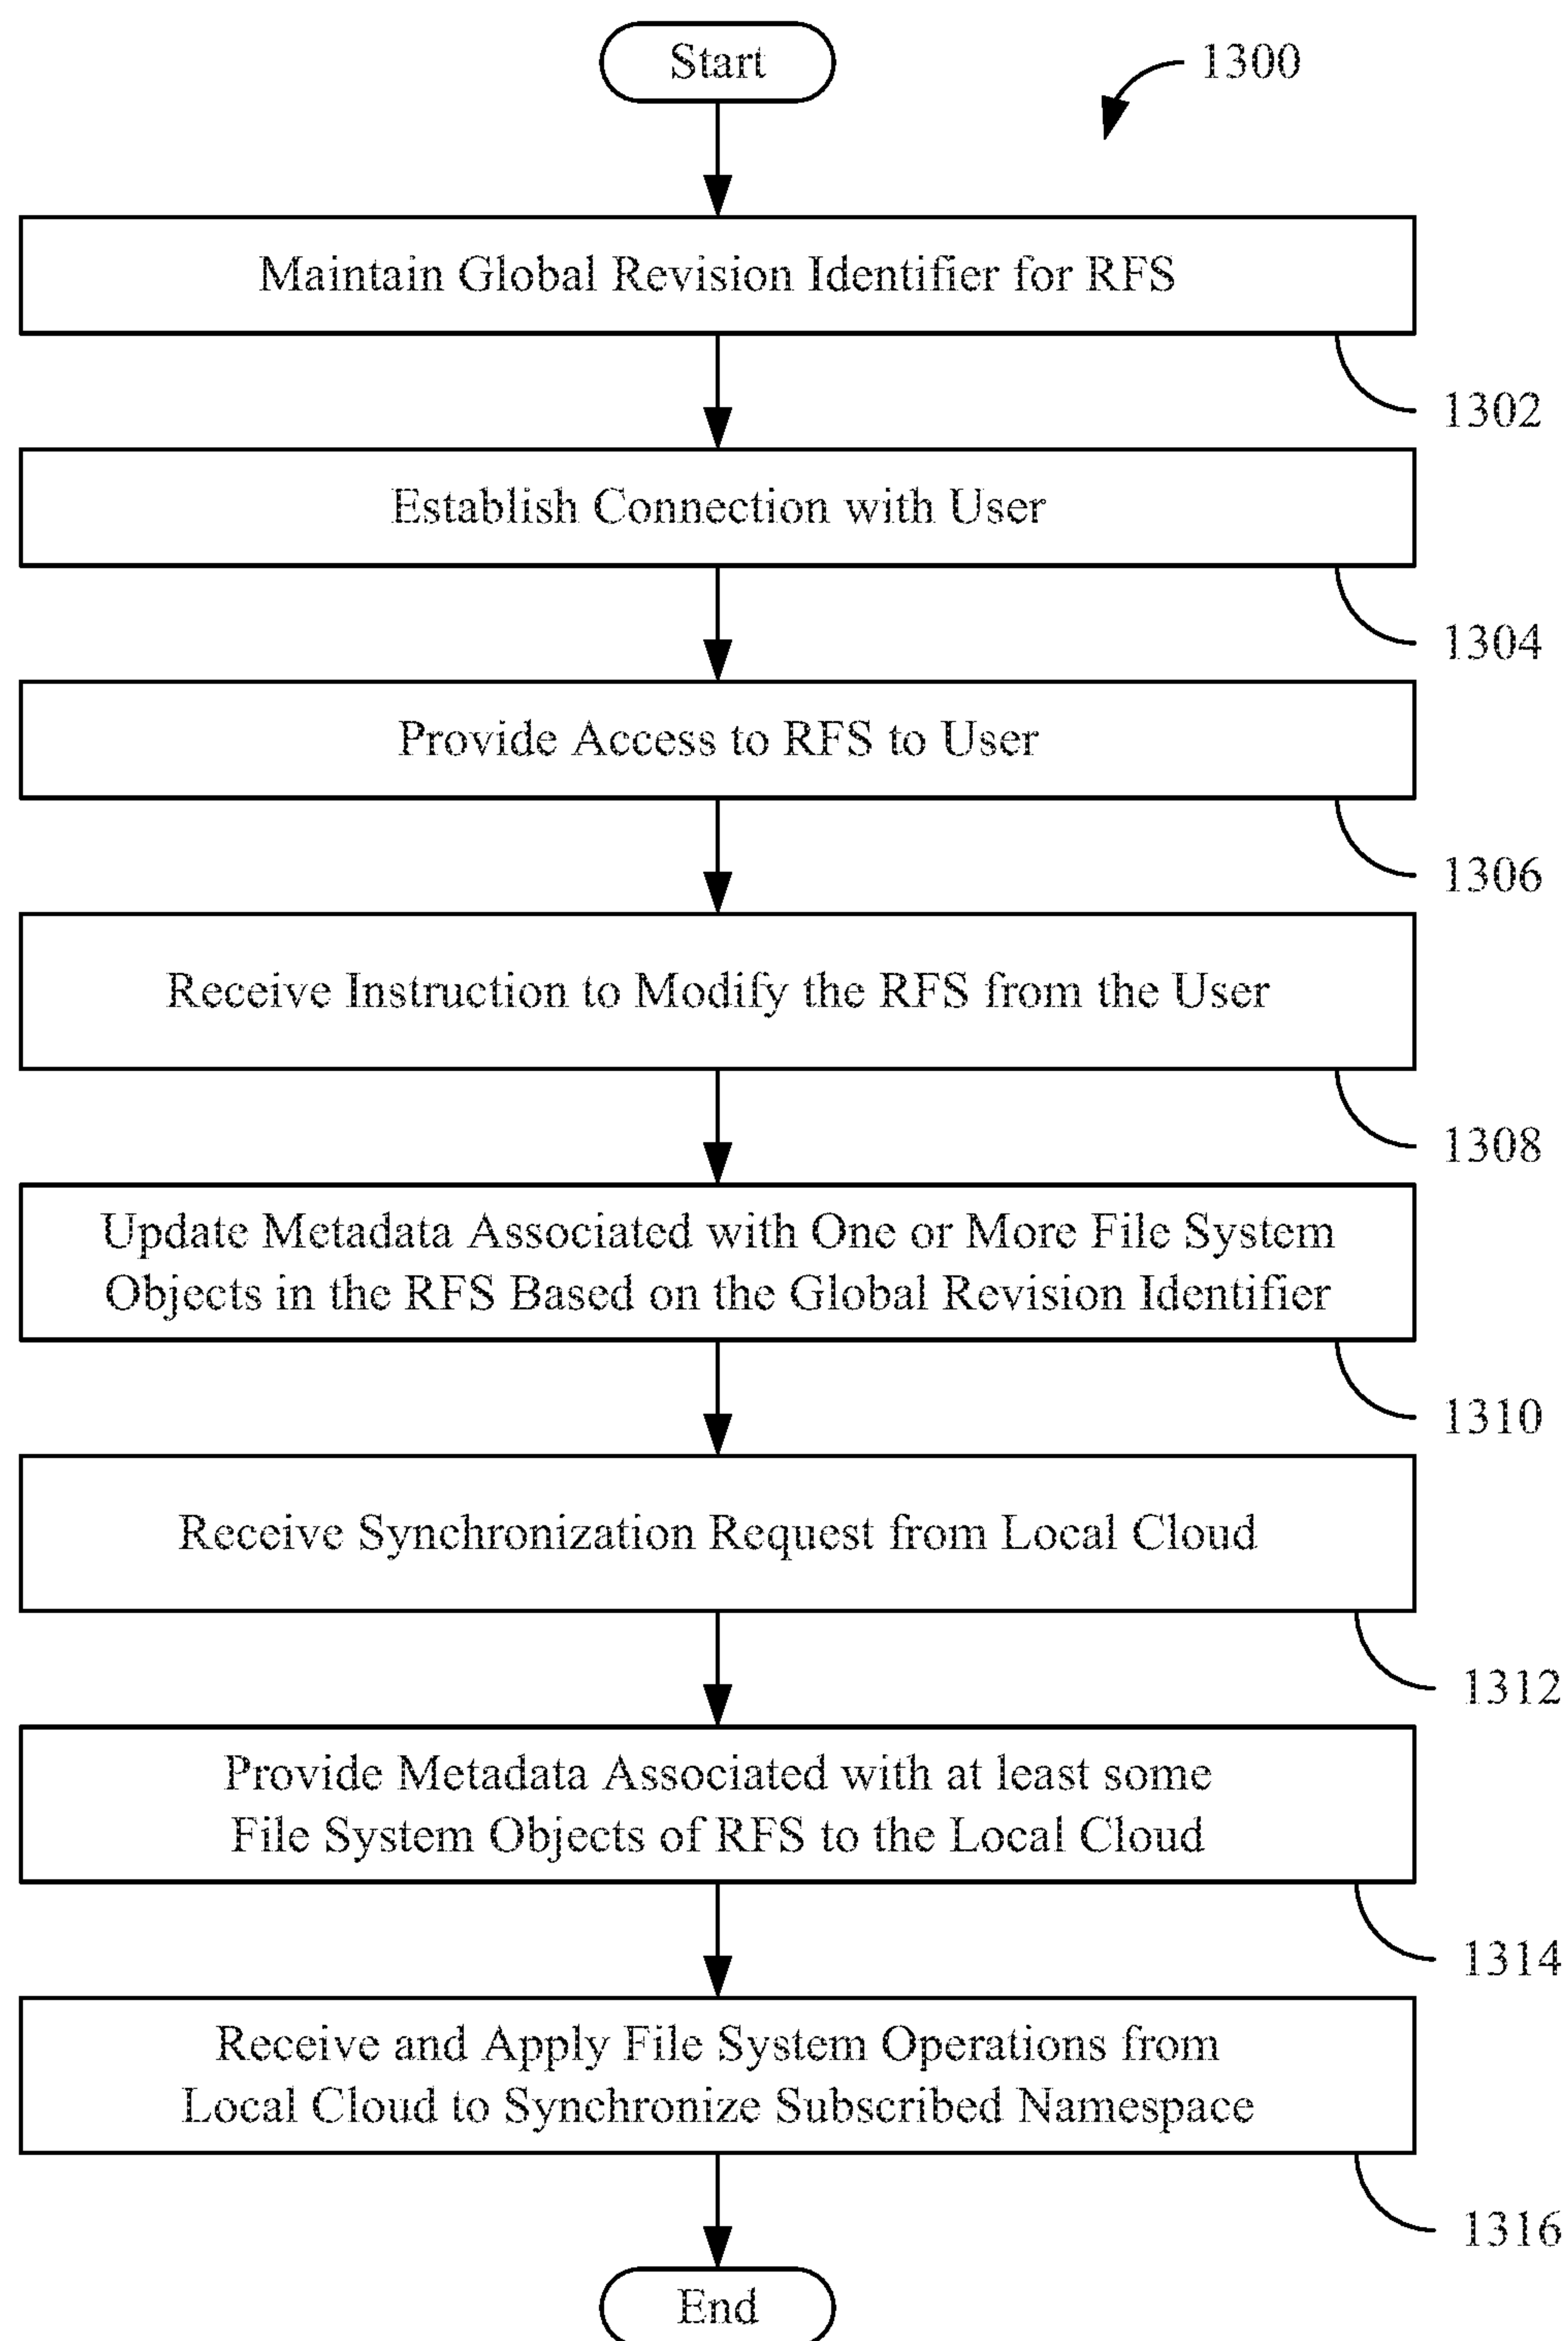 Start
1300
Maintain Global Revision Identifier for RFS
1302
Establish Connection with User
1304
Provide Access to RFS to User
1306
Receive Instruction to Modify the RFS from the User
1308
Update Metadata Associated with One or More File System
Objects in the RFS Based on the Global Revision Identifier
1310
Receive Synchronization Request from Local Cloud
1312
Provide Metadata Associated with at least some
File System Objects of RFS to the Local Cloud
1314
Receive and Apply File System Operations from
Local Cloud to Synchronize Subscribed Namespace
1316
End